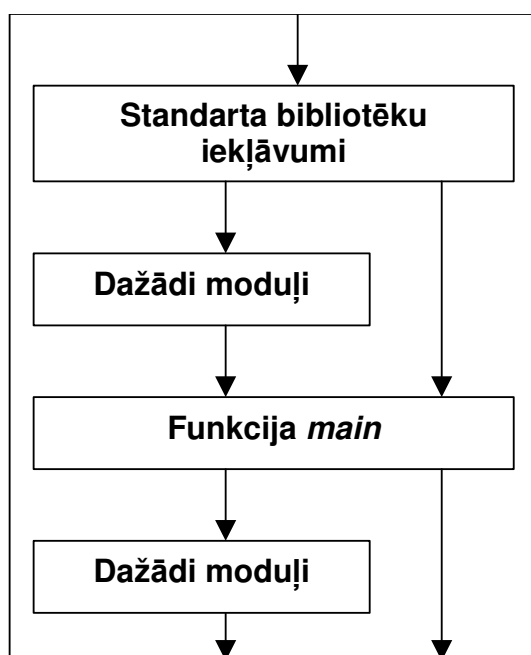 Standarta bibliotēku
iekļāvumi
Dažādi moduļi
Funkcija main
Dažādi moduļi